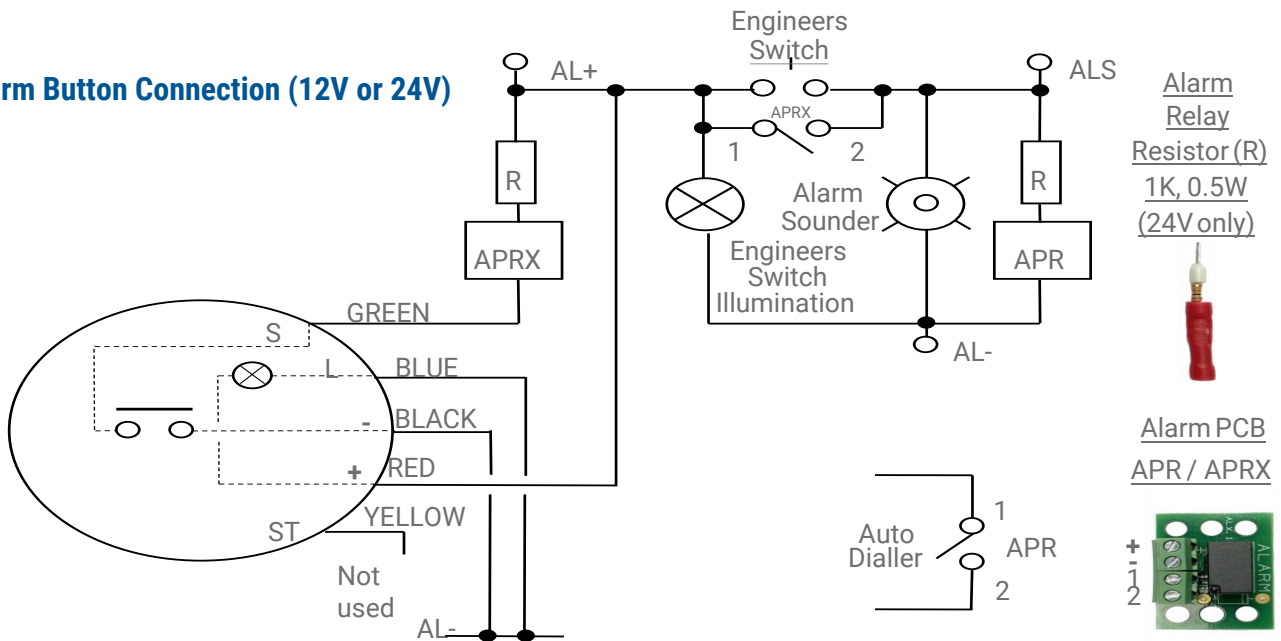 Engineers
Switch
rm Button Connection (12V or 24V)
AL+
ALS
APRX
1
2
R
APRX
Alarm
Sounder
Engineers
Switch
Illumination
R
APR
AL-
Alarm
Relay
Resistor (R)
1K, 0.5W
(24V only)
S
GREEN
L
BLUE
-
BLACK
+
RED
ST
YELLOW
Not
used
AL-
Auto
Dialler
1
APR
2
Alarm PCB
APR / APRX
+
-
1
2
ALARM